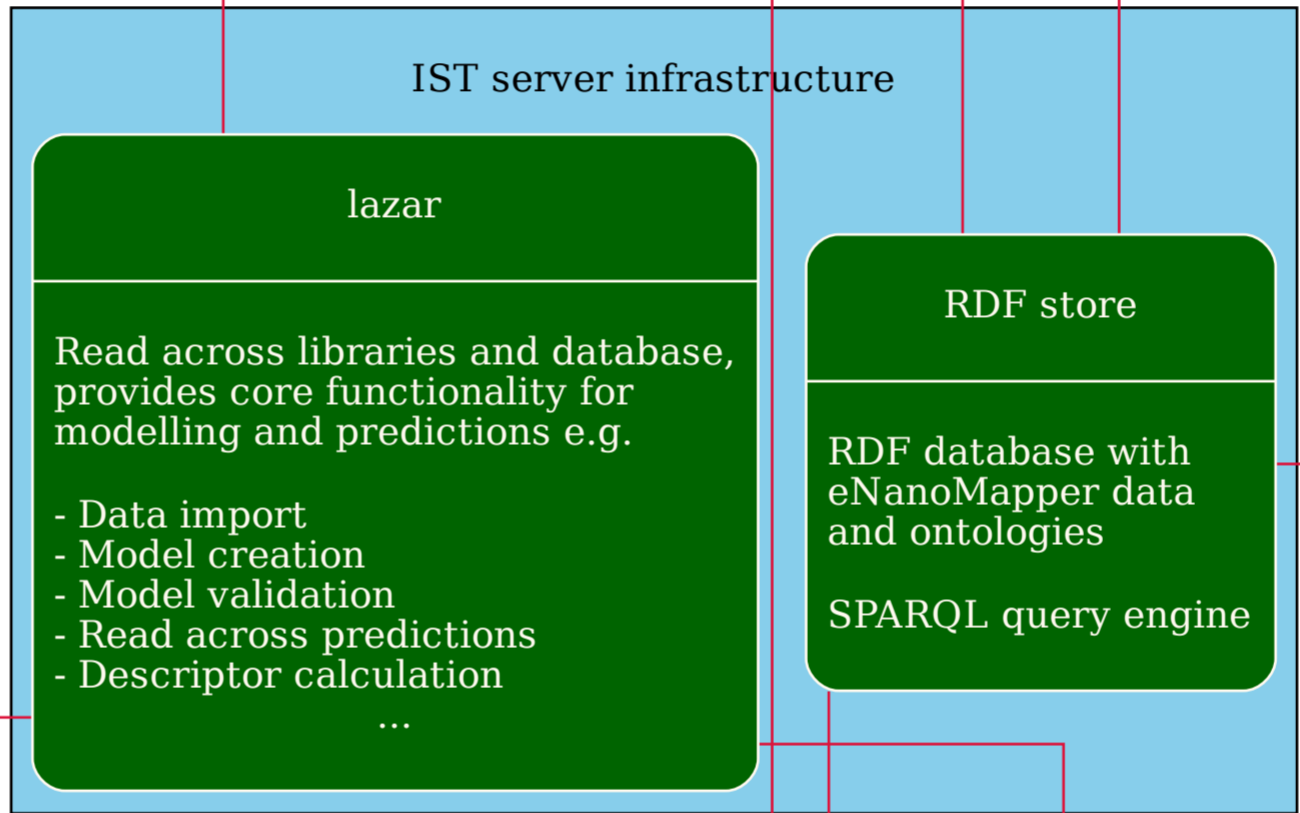 IST server infrastructure
lazar
Read across libraries and database,
provides core functionality for
modelling and predictions e.g.
- Data import
- Model creation
- Model validation
- Read across predictions
- Descriptor calculation
...
RDF store
RDF database with
eNanoMapper data
and ontologies
SPARQL query engine